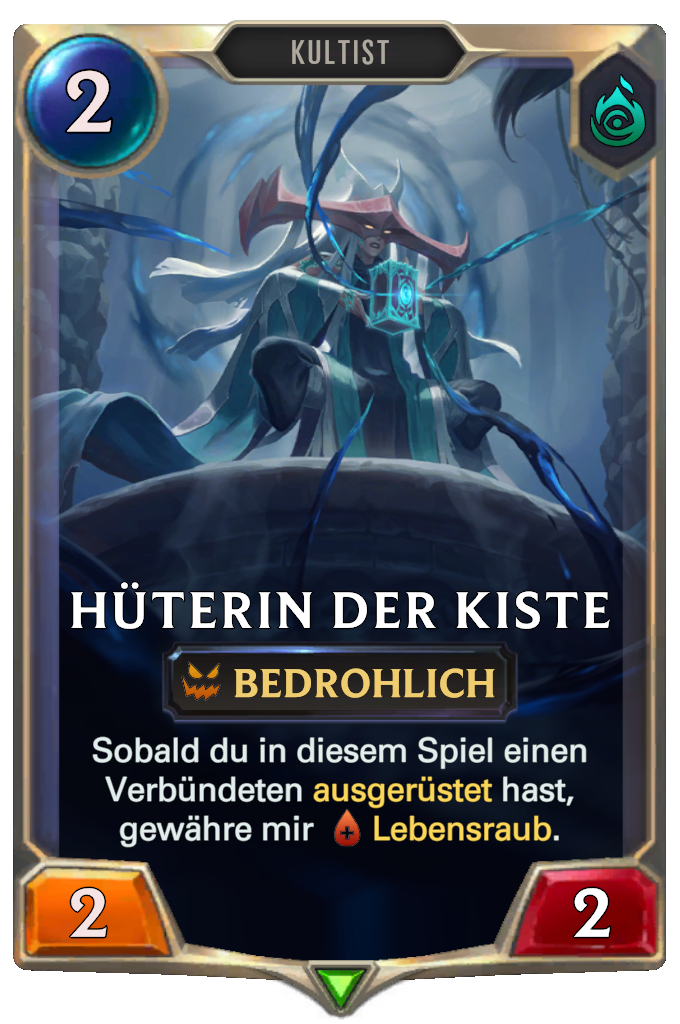 KULTIST
2
HÜTERIN DER KISTE
BEDROHLICH
Sobald du in diesem Spiel einen
Verbündeten ausgerüstet hast,
gewähre mir Lebensraub.
2
2